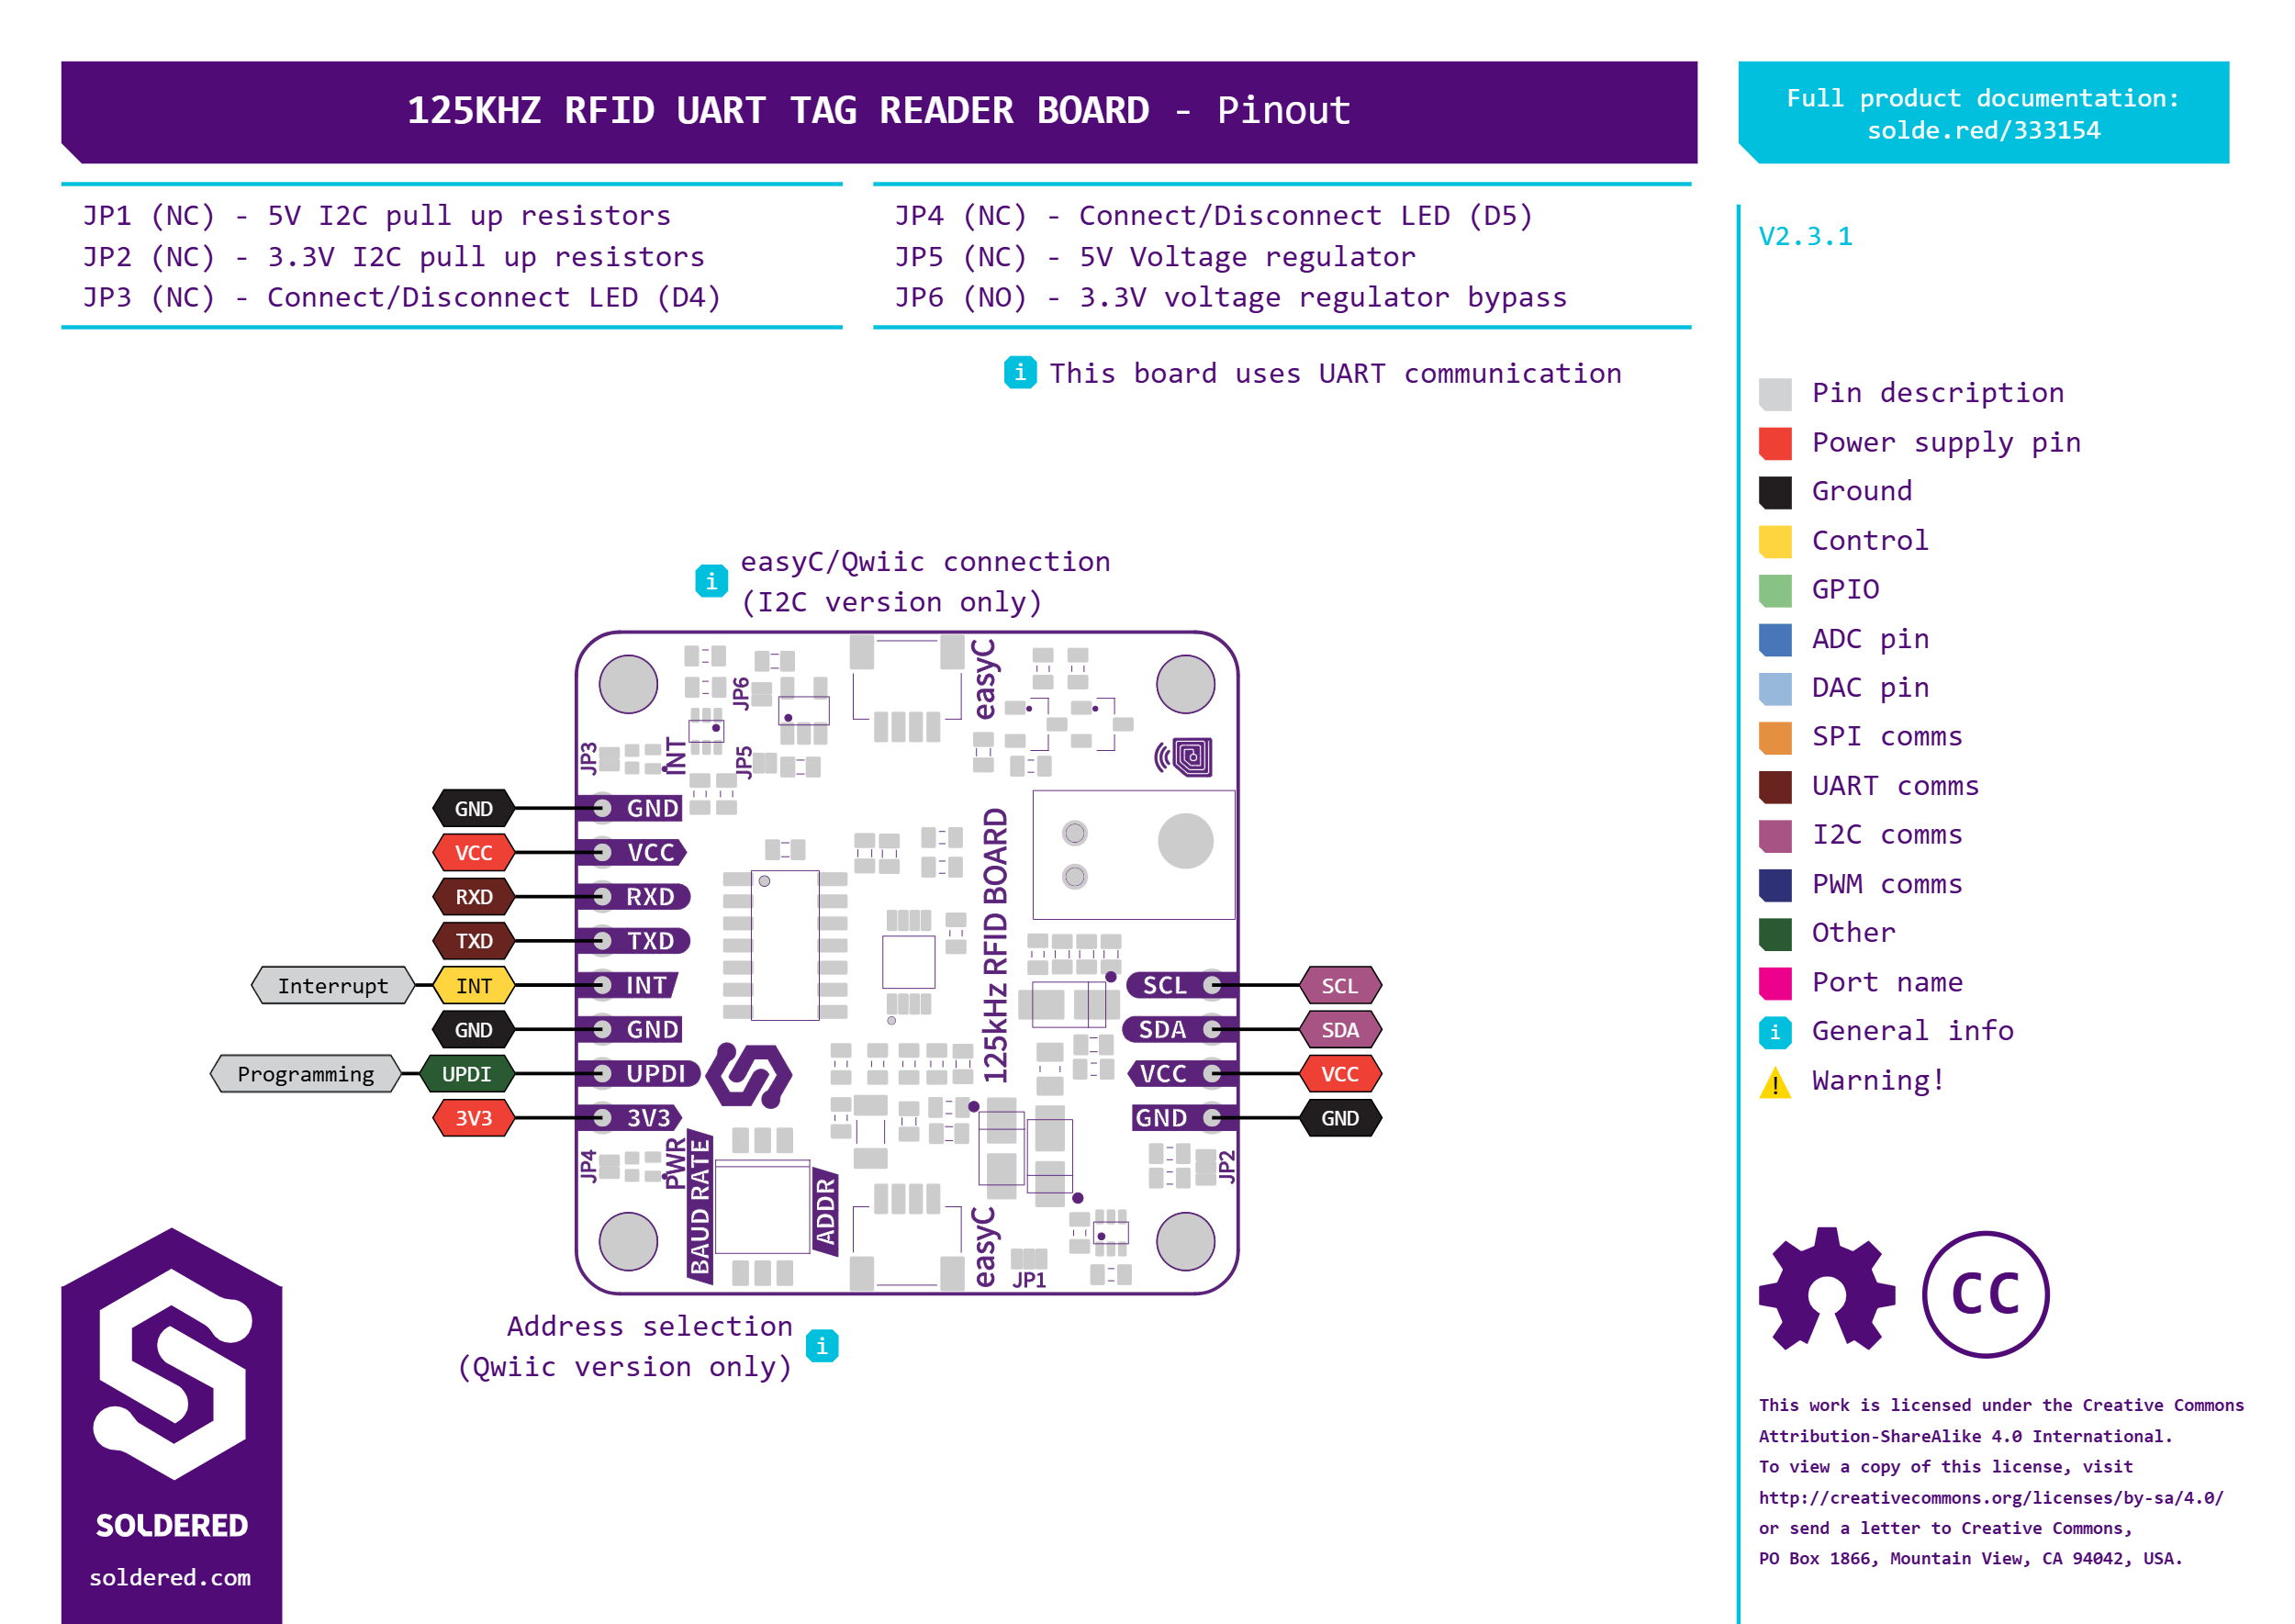 125KHZ RFID UART TAG READER BOARD - Pinout
Full product documentation:
solde.red/333154
JP1 (NC) - 5V I2C pull up resistors
JP2 (NC) - 3.3V I2C pull up resistors
JP3 (NC) - Connect/Disconnect LED (D4)
JP4 (NC) - Connect/Disconnect LED (D5)
JP5 (NC) - 5V Voltage regulator
JP6 (NO) - 3.3V voltage regulator bypass
V2.3.1
i This board uses UART communication
Pin description
Power supply pin
Ground
Control
GPIO
ADC pin
DAC pin
SPI comms
UART comms
I2C comms
PWM comms
Other
Port name
i General info
! Warning!
i easyC/Qwiic connection
(I2C version only)
easyC
JP6
JP3
INT
JP5
GND GND
VCC VCC
RXD RXD
TXD TXD
Interrupt INT INT
GND GND
Programming UPDI UPDI
3V3 3V3
125kHz RFID BOARD
SCL SCL
SDA SDA
VCC VCC
GND GND
JP4
PWR
BAUD RATE
ADDR
easyC
JP1
JP2
Address selection
(Qwiic version only) i
SOLDERED
soldered.com
CC
This work is licensed under the Creative Commons
Attribution-ShareAlike 4.0 International.
To view a copy of this license, visit
http://creativecommons.org/licenses/by-sa/4.0/
or send a letter to Creative Commons,
PO Box 1866, Mountain View, CA 94042, USA.